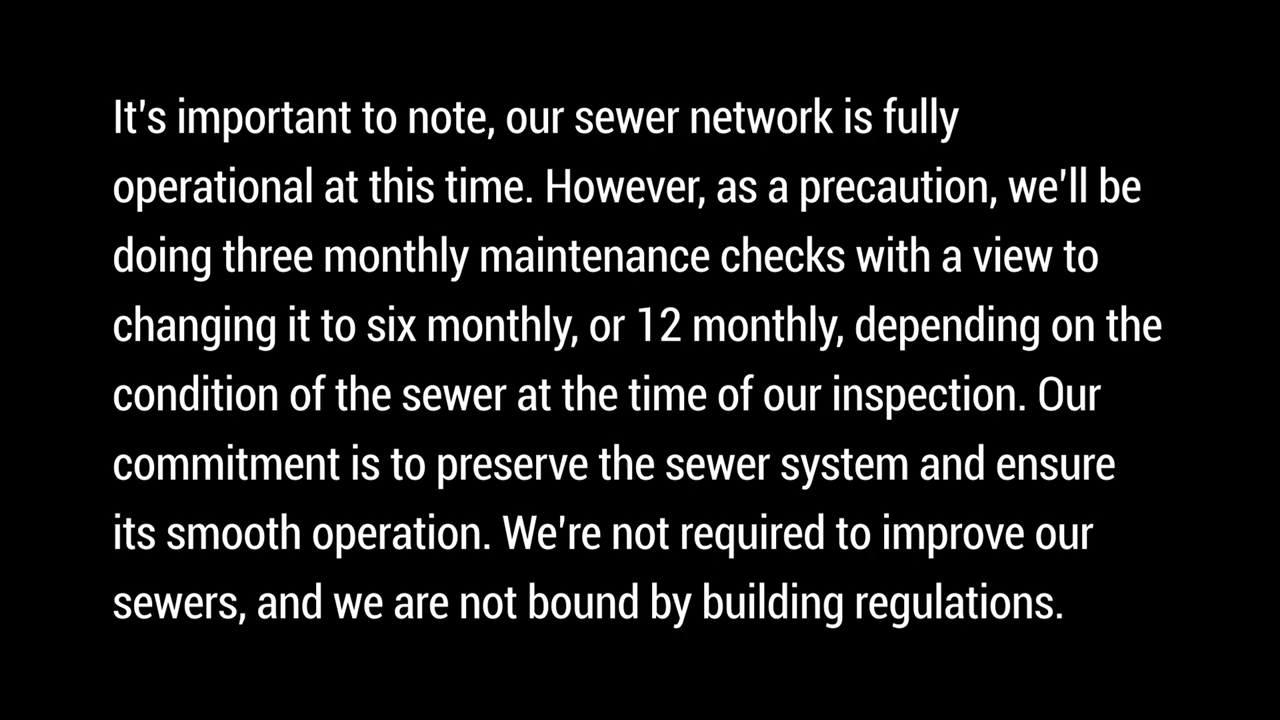 It's important to note, our sewer network is fully
operational at this time. However, as a precaution, we'll be
doing three monthly maintenance checks with a view to
changing it to six monthly, or 12 monthly, depending on the
condition of the sewer at the time of our inspection. Our
commitment is to preserve the sewer system and ensure
its smooth operation. We're not required to improve our
sewers, and we are not bound by building regulations.